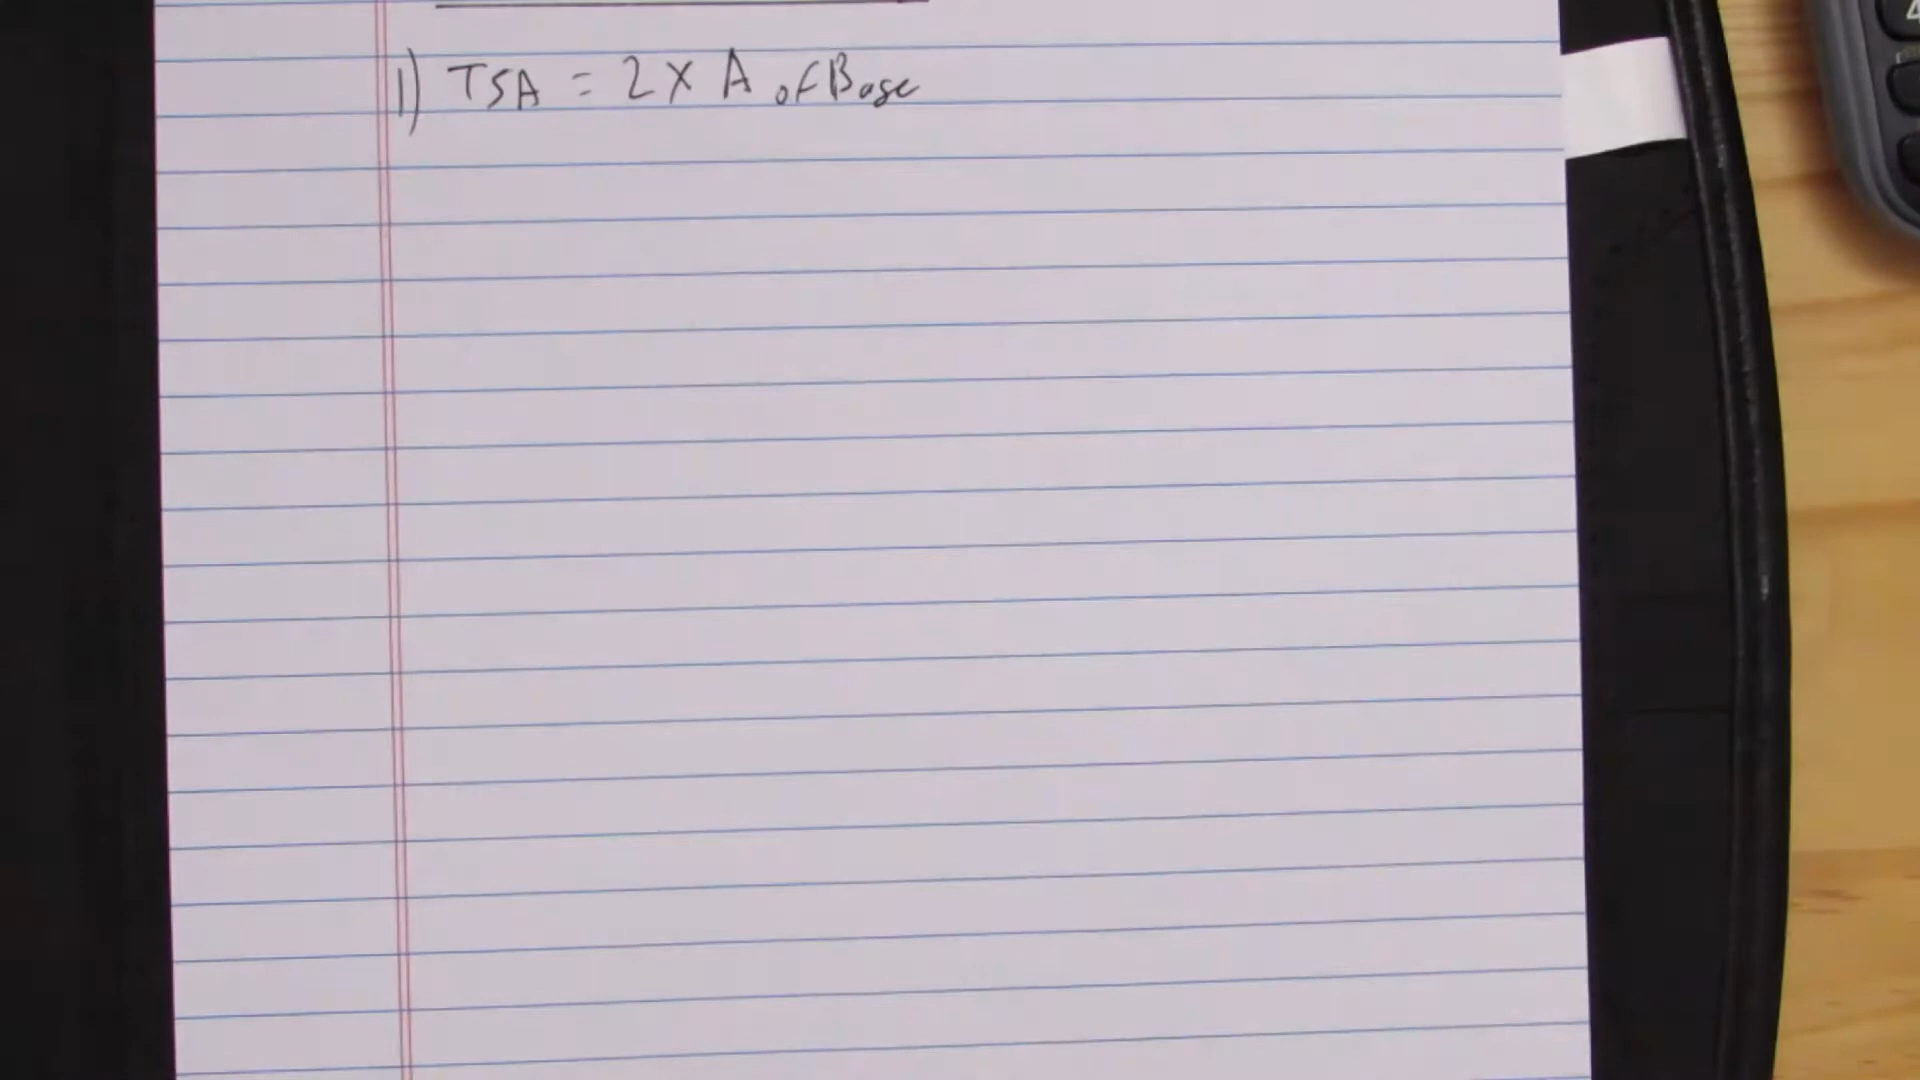 1) TSA = 2 X A of Base